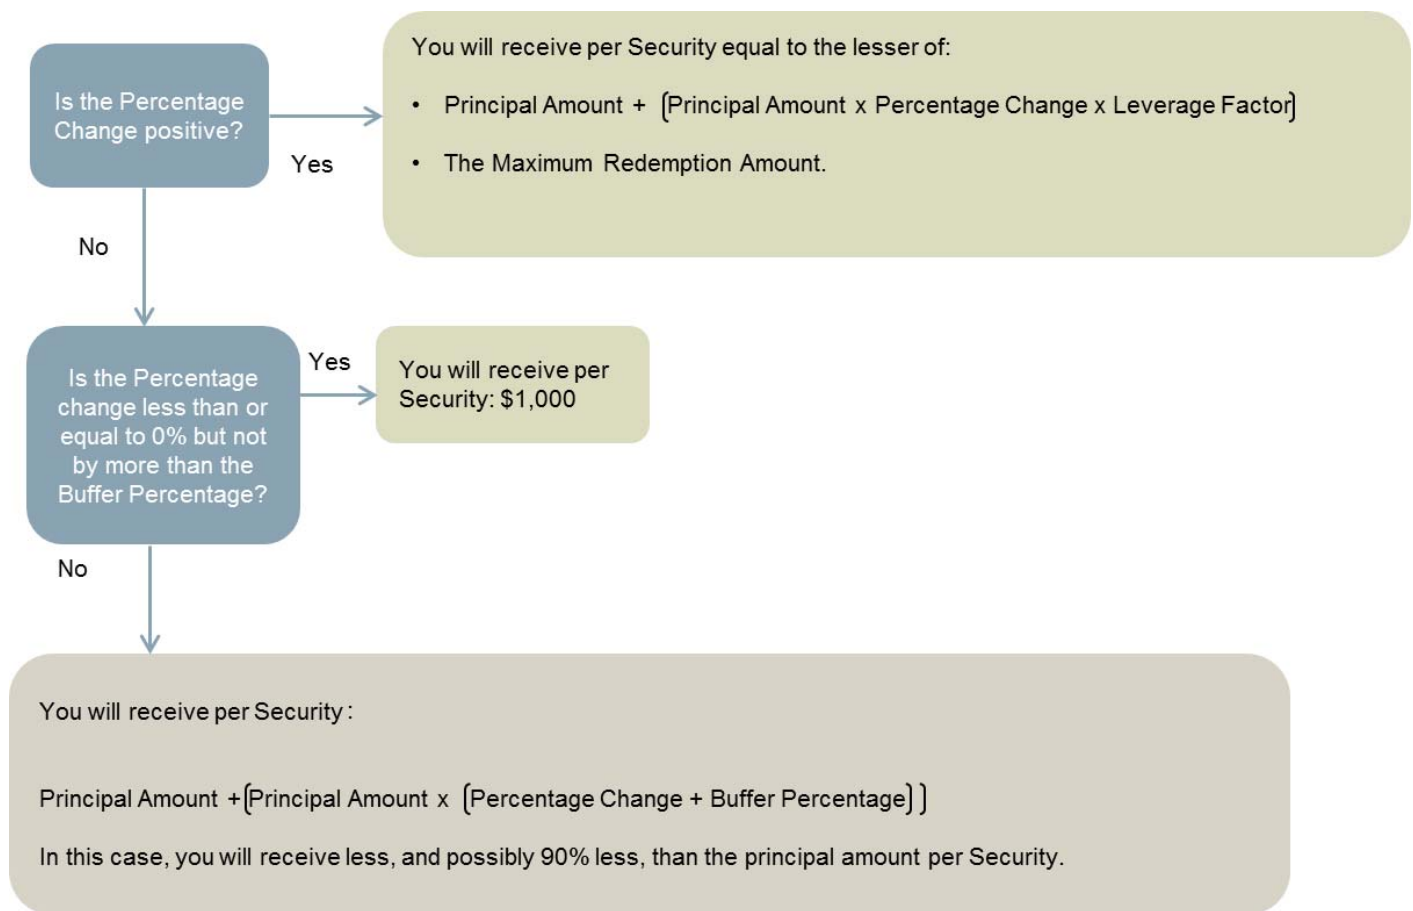 Is the Percentage
Change positive?
Yes
You will receive per Security equal to the lesser of:
• Principal Amount + (Principal Amount x Percentage Change x Leverage Factor)
• The Maximum Redemption Amount.
No
Is the Percentage
change less than or
equal to 0% but not
by more than the
Buffer Percentage?
Yes
You will receive per
Security: $1,000
No
You will receive per Security:
Principal Amount +(Principal Amount x (Percentage Change + Buffer Percentage))
In this case, you will receive less, and possibly 90% less, than the principal amount per Security.